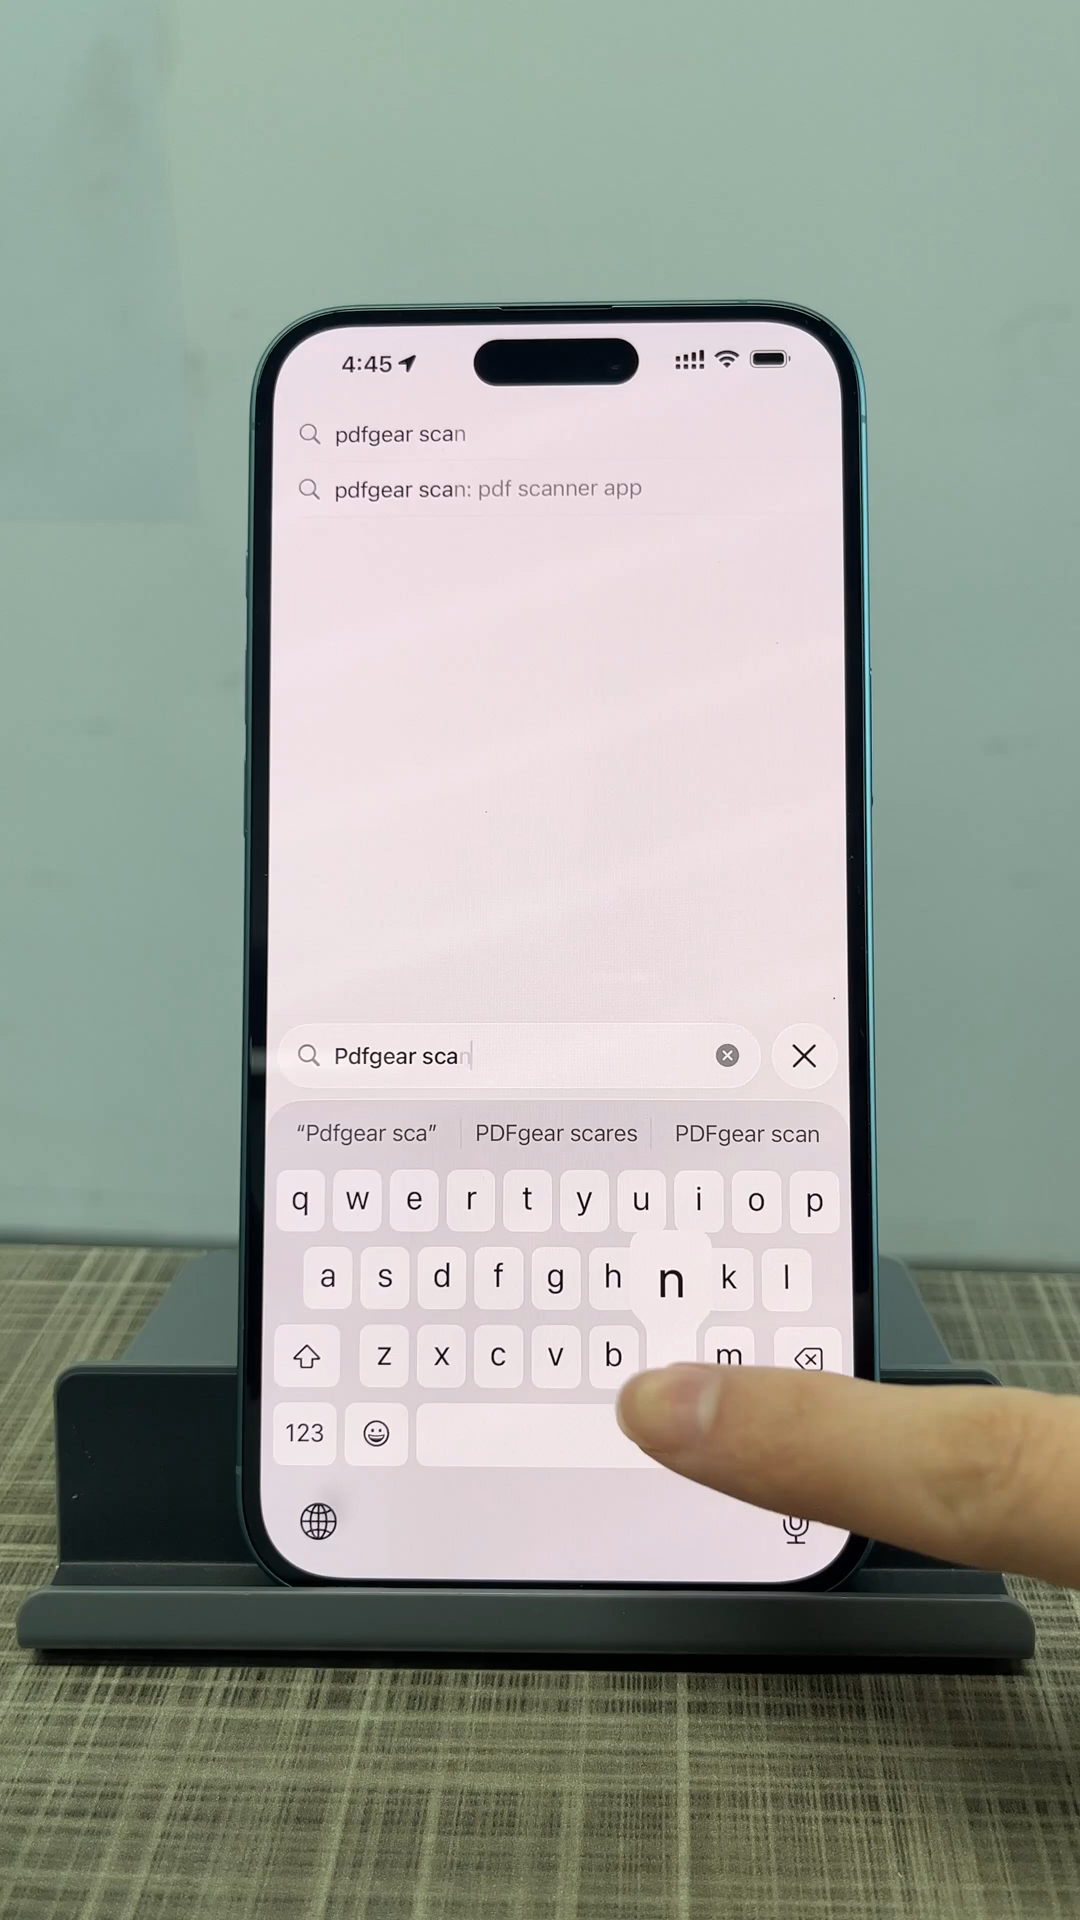 4:45
pdfgear scan
pdfgear scan: pdf scanner app
Pdfgear scan
“Pdfgear sca” PDFgear scares PDFgear scan
q w e r t y u i o p
a s d f g h n k l
z x c v b m
123